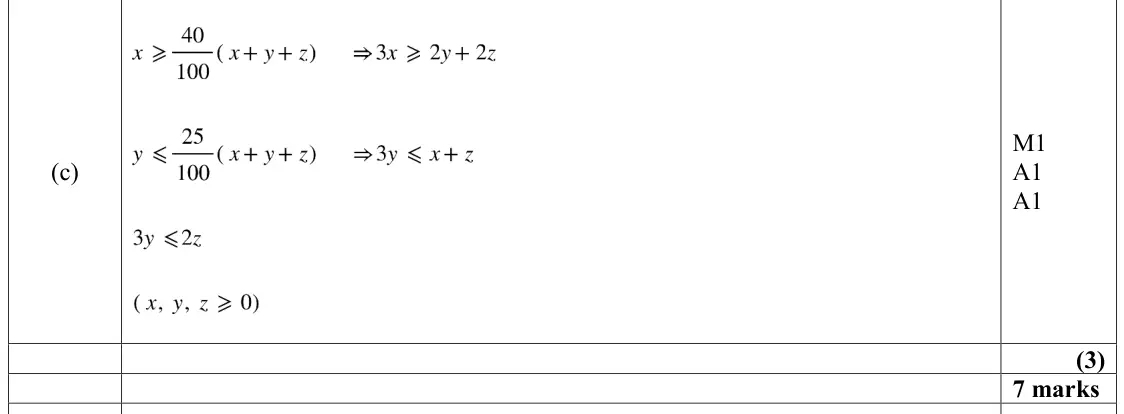 x ⩾ 40/100 ( x + y + z ) ⇒ 3x ⩾ 2y + 2z
y ⩽ 25/100 ( x + y + z ) ⇒ 3y ⩽ x + z
(c)
3y ⩽ 2z
( x, y, z ⩾ 0)
M1
A1
A1
(3)
7 marks